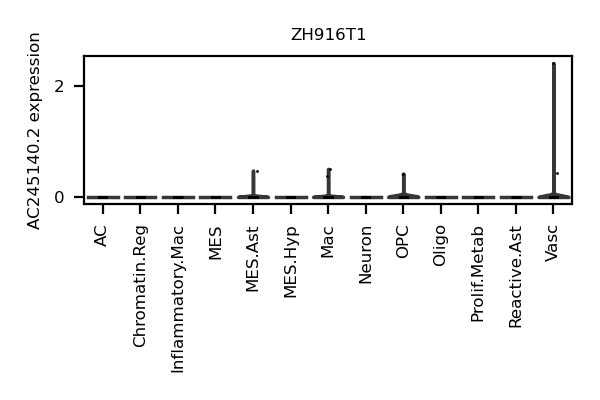 ZH916T1
AC245140.2 expression
2
0
AC
Chromatin.Reg
Inflammatory.Mac
MES
MES.Ast
MES.Hyp
Mac
Neuron
OPC
Oligo
Prolif.Metab
Reactive.Ast
Vasc